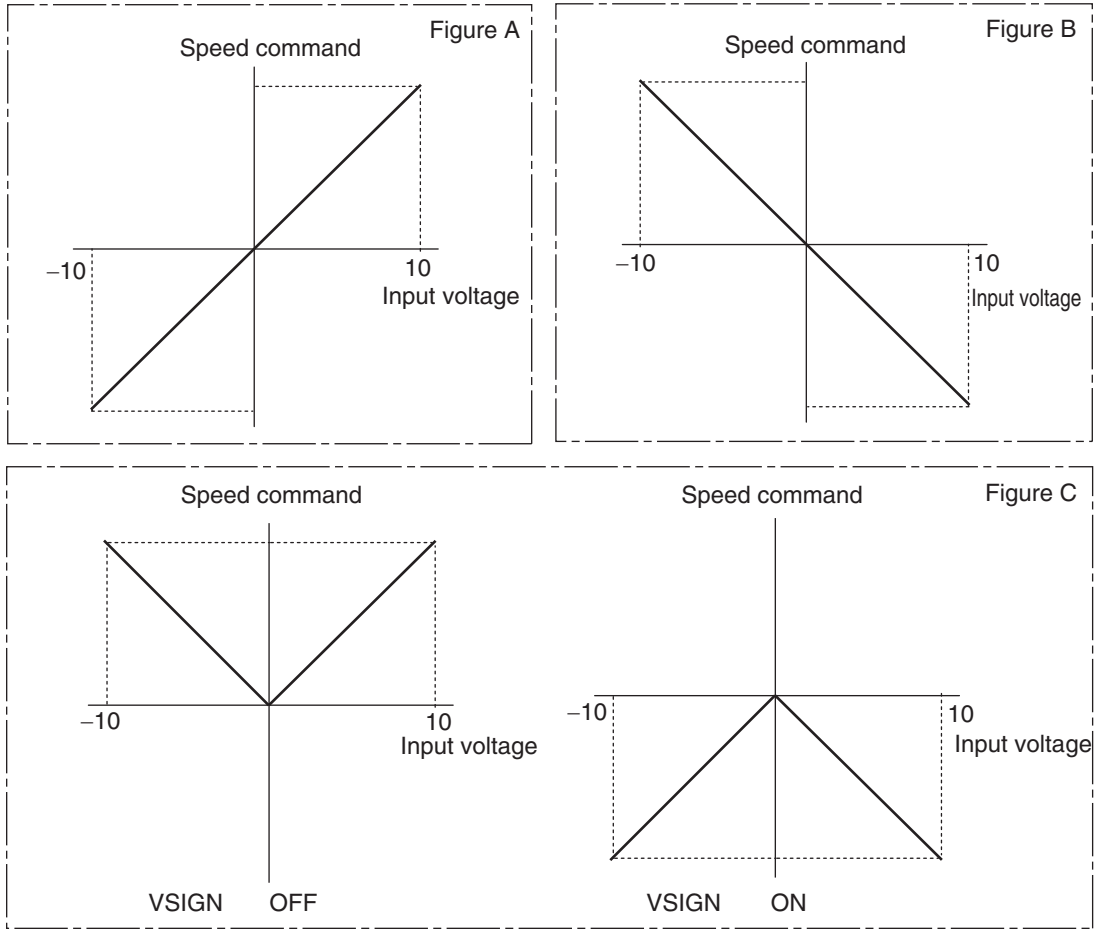 Figure A
Speed command
−10
10
Input voltage
Figure B
Speed command
−10
10
Input voltage
Figure C
Speed command
−10
10
Input voltage
VSIGN OFF
Speed command
−10
10
Input voltage
VSIGN ON